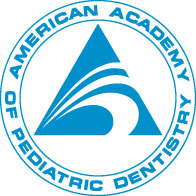 AMERICAN ACADEMY
OF PEDIATRIC DENTISTRY